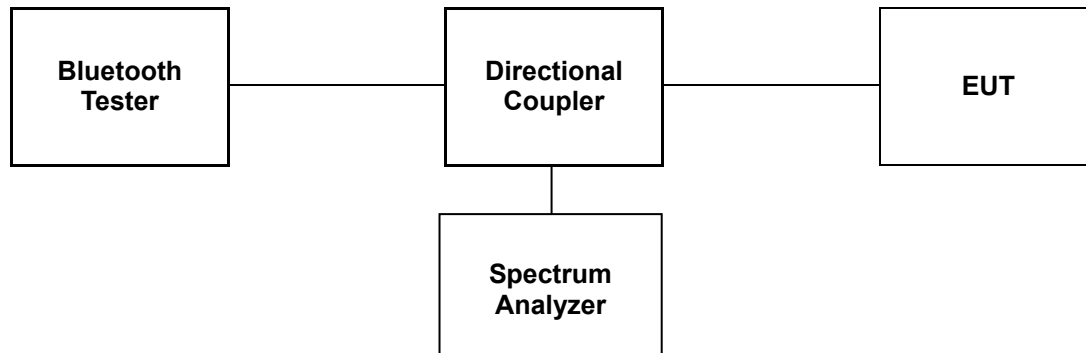 Bluetooth
Tester
Directional
Coupler
EUT
Spectrum
Analyzer